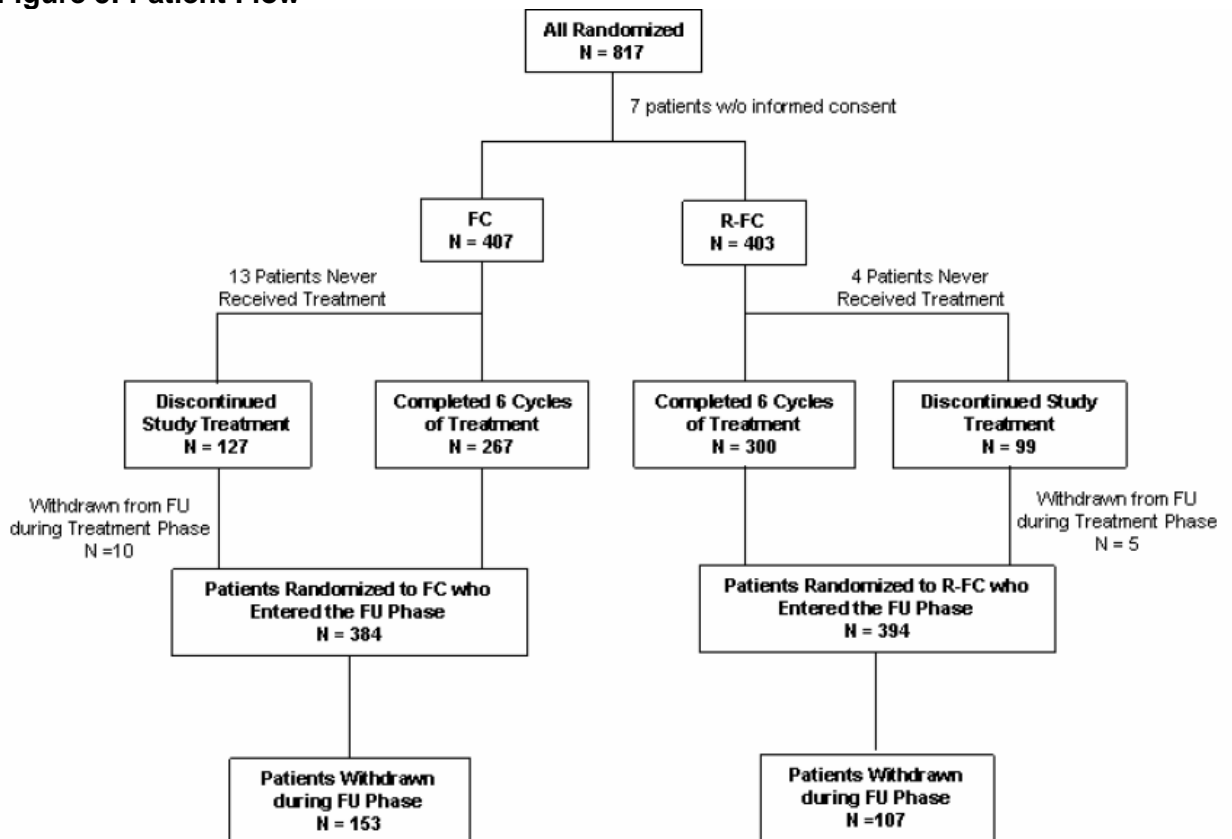 All Randomized
N = 817
7 patients w/o informed consent
FC
N = 407
R-FC
N = 403
13 Patients Never
Received Treatment
4 Patients Never
Received Treatment
Discontinued
Study Treatment
N = 127
Completed 6 Cycles
of Treatment
N = 267
Completed 6 Cycles
of Treatment
N = 300
Discontinued Study
Treatment
N = 99
Withdrawn from FU
during Treatment Phase
N =10
Withdrawn from FU
during Treatment Phase
N = 5
Patients Randomized to FC who
Entered the FU Phase
N = 384
Patients Randomized to R-FC who
Entered the FU Phase
N = 394
Patients Withdrawn
during FU Phase
N = 153
Patients Withdrawn
during FU Phase
N =107